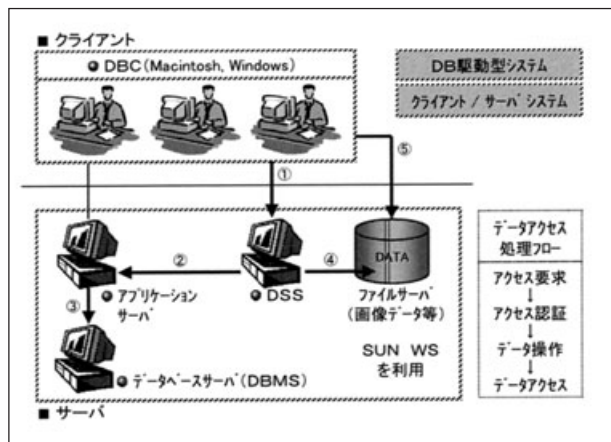 ■ クライアント
DBC(Macintosh, Windows)
DB駆動型システム
クライアント / サーバシステム
①
⑤
②
④
DATA
③
アプリケーション
サーバ
DSS
ファイルサーバ
(画像データ等)
SUN WS
を利用
データベースサーバ(DBMS)
■ サーバ
データアクセス
処理フロー
アクセス要求
↓
アクセス認証
↓
データ操作
↓
データアクセス